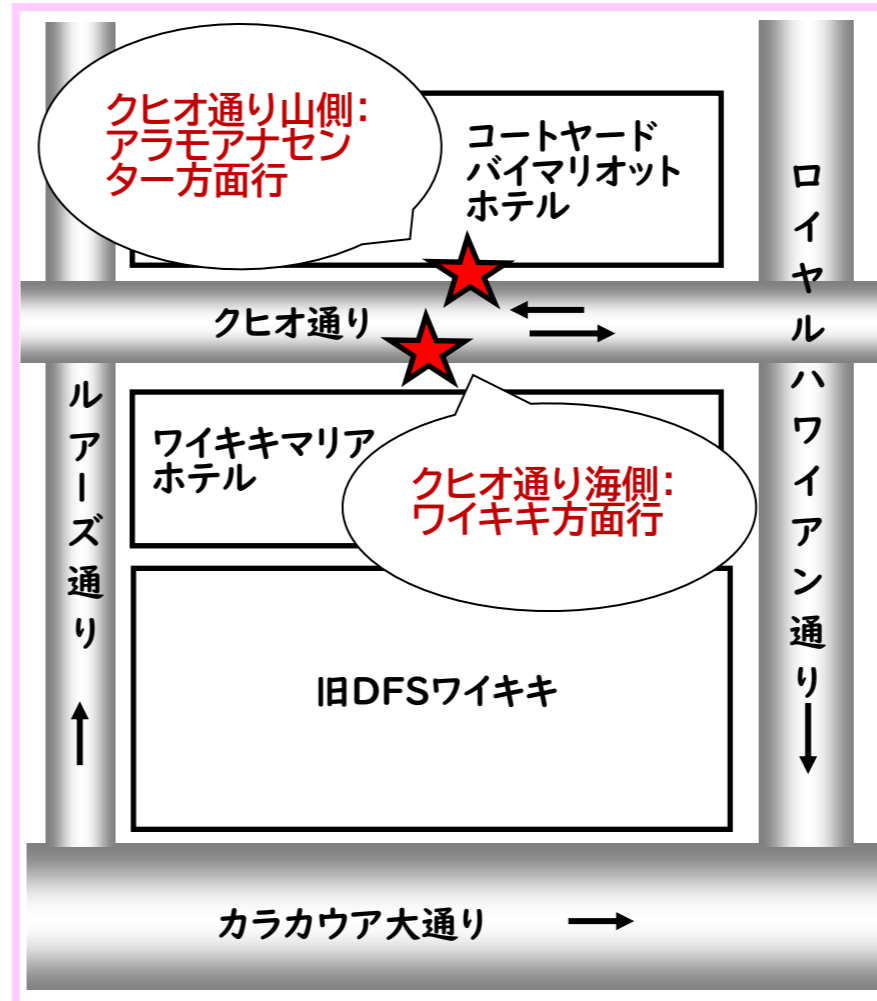 クヒオ通り山側：
アラモアナセン
ター方面行
コートヤード
バイマリオット
ホテル
ロイヤルハワイアン通り
クヒオ通り
ルアーズ通り
ワイキキマリア
ホテル
クヒオ通り海側：
ワイキキ方面行
旧DFSワイキキ
カラカウア大通り